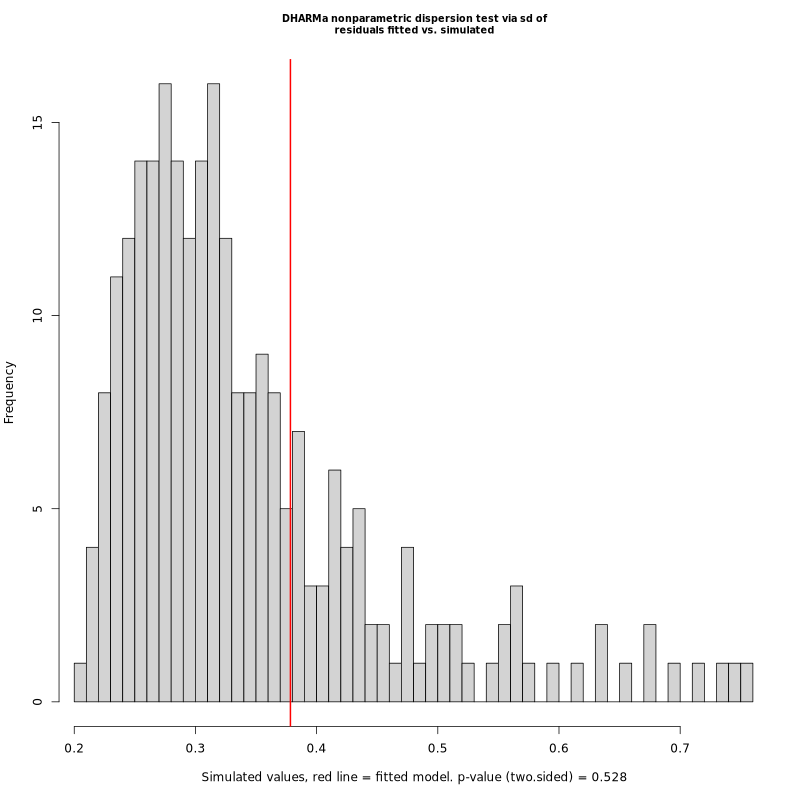 DHARMa nonparametric dispersion test via sd of
residuals fitted vs. simulated
Frequency
15
10
5
0
0.2 0.3 0.4 0.5 0.6 0.7
Simulated values, red line = fitted model. p-value (two.sided) = 0.528